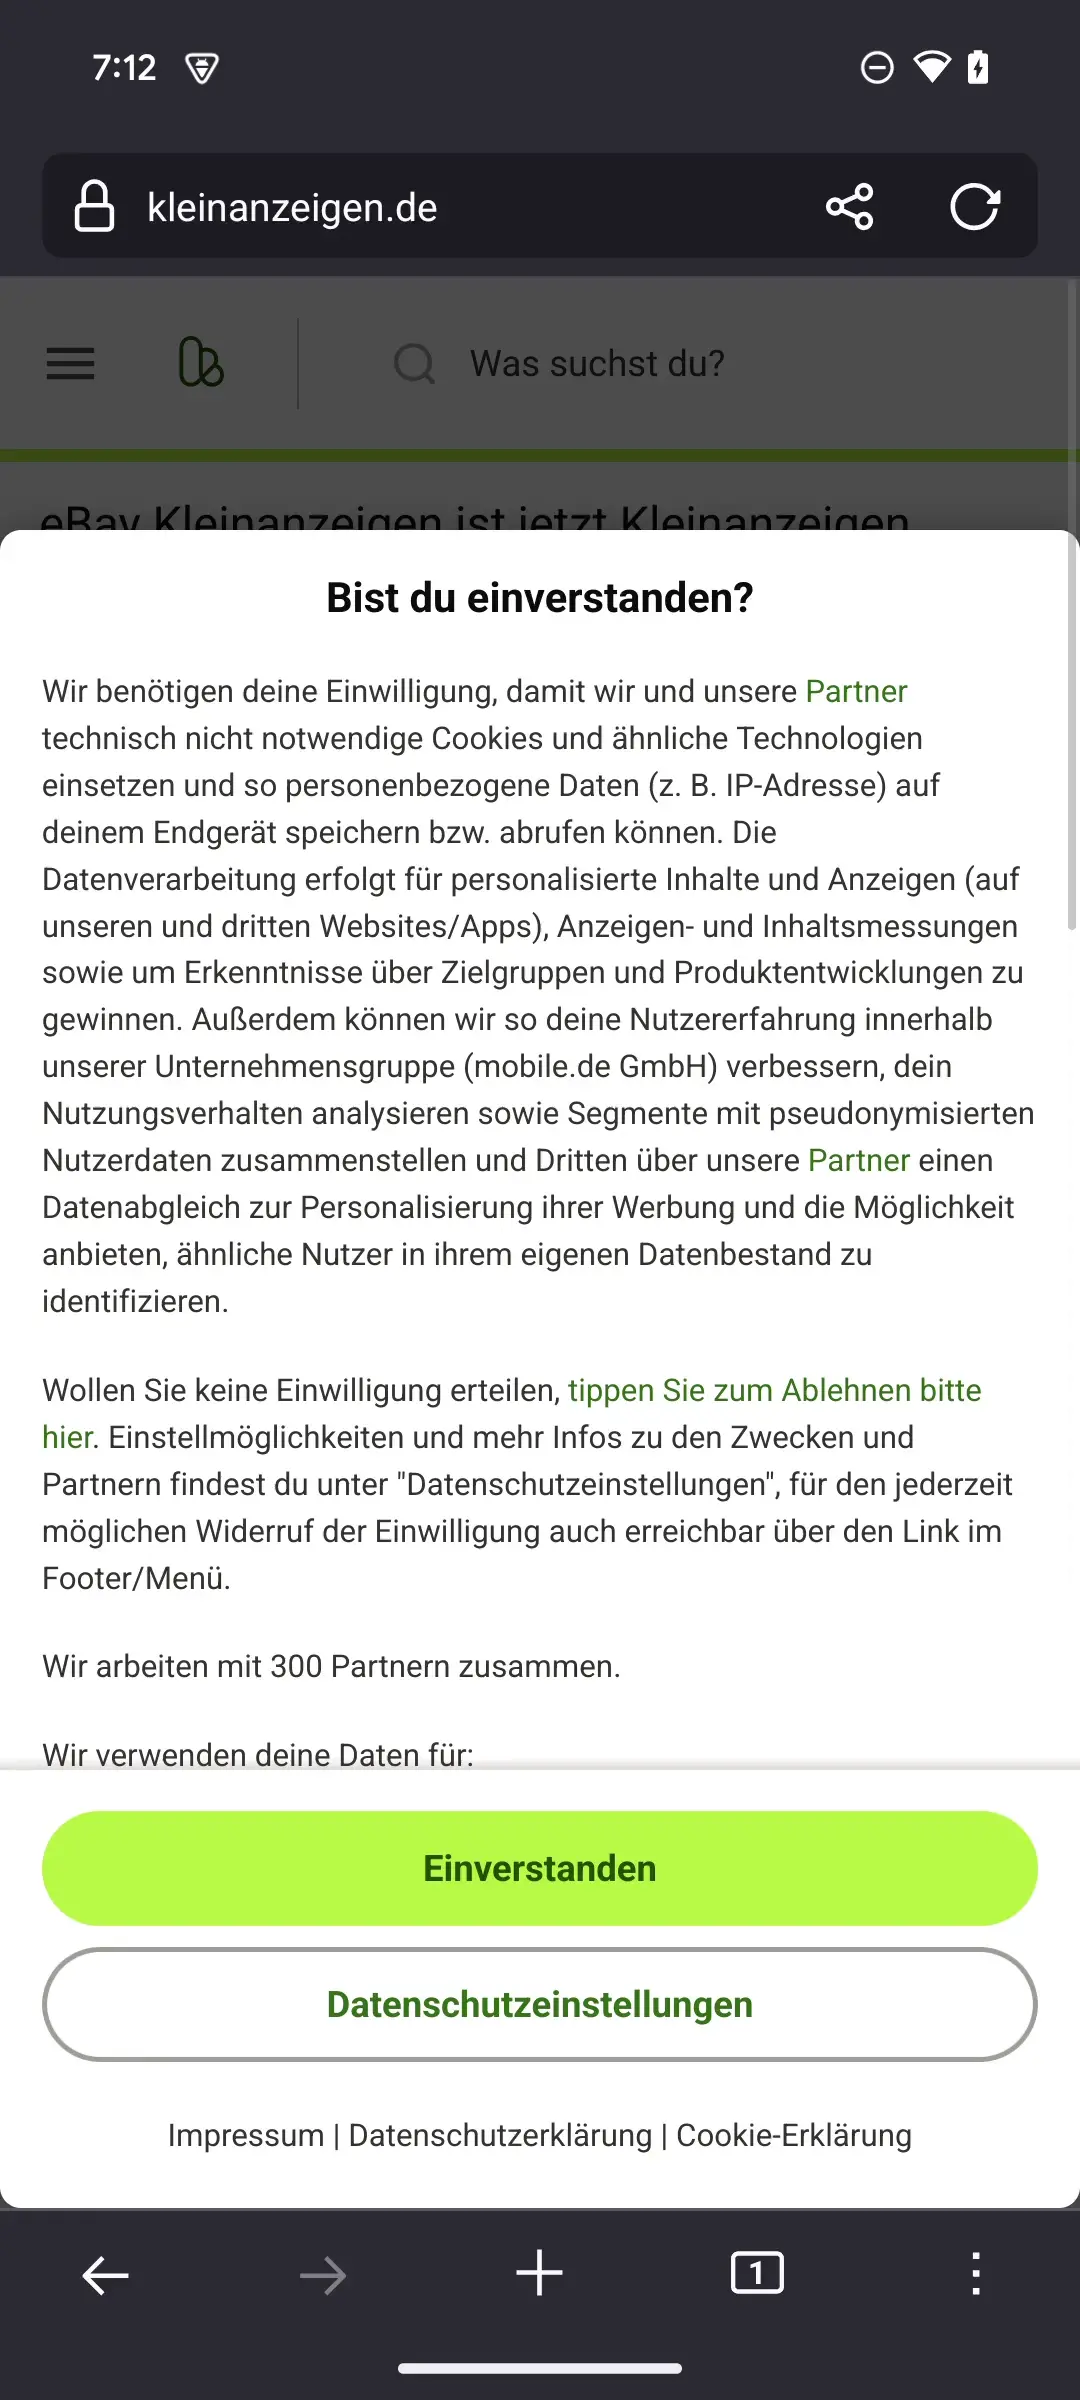 7:12
kleinanzeigen.de
Was suchst du?
eBay Kleinanzeigen ist jetzt Kleinanzeigen
Bist du einverstanden?
Wir benötigen deine Einwilligung, damit wir und unsere Partner
technisch nicht notwendige Cookies und ähnliche Technologien
einsetzen und so personenbezogene Daten (z. B. IP-Adresse) auf
deinem Endgerät speichern bzw. abrufen können. Die
Datenverarbeitung erfolgt für personalisierte Inhalte und Anzeigen (auf
unseren und dritten Websites/Apps), Anzeigen- und Inhaltsmessungen
sowie um Erkenntnisse über Zielgruppen und Produktentwicklungen zu
gewinnen. Außerdem können wir so deine Nutzererfahrung innerhalb
unserer Unternehmensgruppe (mobile.de GmbH) verbessern, dein
Nutzungsverhalten analysieren sowie Segmente mit pseudonymisierten
Nutzerdaten zusammenstellen und Dritten über unsere Partner einen
Datenabgleich zur Personalisierung ihrer Werbung und die Möglichkeit
anbieten, ähnliche Nutzer in ihrem eigenen Datenbestand zu
identifizieren.
Wollen Sie keine Einwilligung erteilen, tippen Sie zum Ablehnen bitte
hier. Einstellmöglichkeiten und mehr Infos zu den Zwecken und
Partnern findest du unter "Datenschutzeinstellungen", für den jederzeit
möglichen Widerruf der Einwilligung auch erreichbar über den Link im
Footer/Menü.
Wir arbeiten mit 300 Partnern zusammen.
Wir verwenden deine Daten für:
Einverstanden
Datenschutzeinstellungen
Impressum | Datenschutzerklärung | Cookie-Erklärung
1